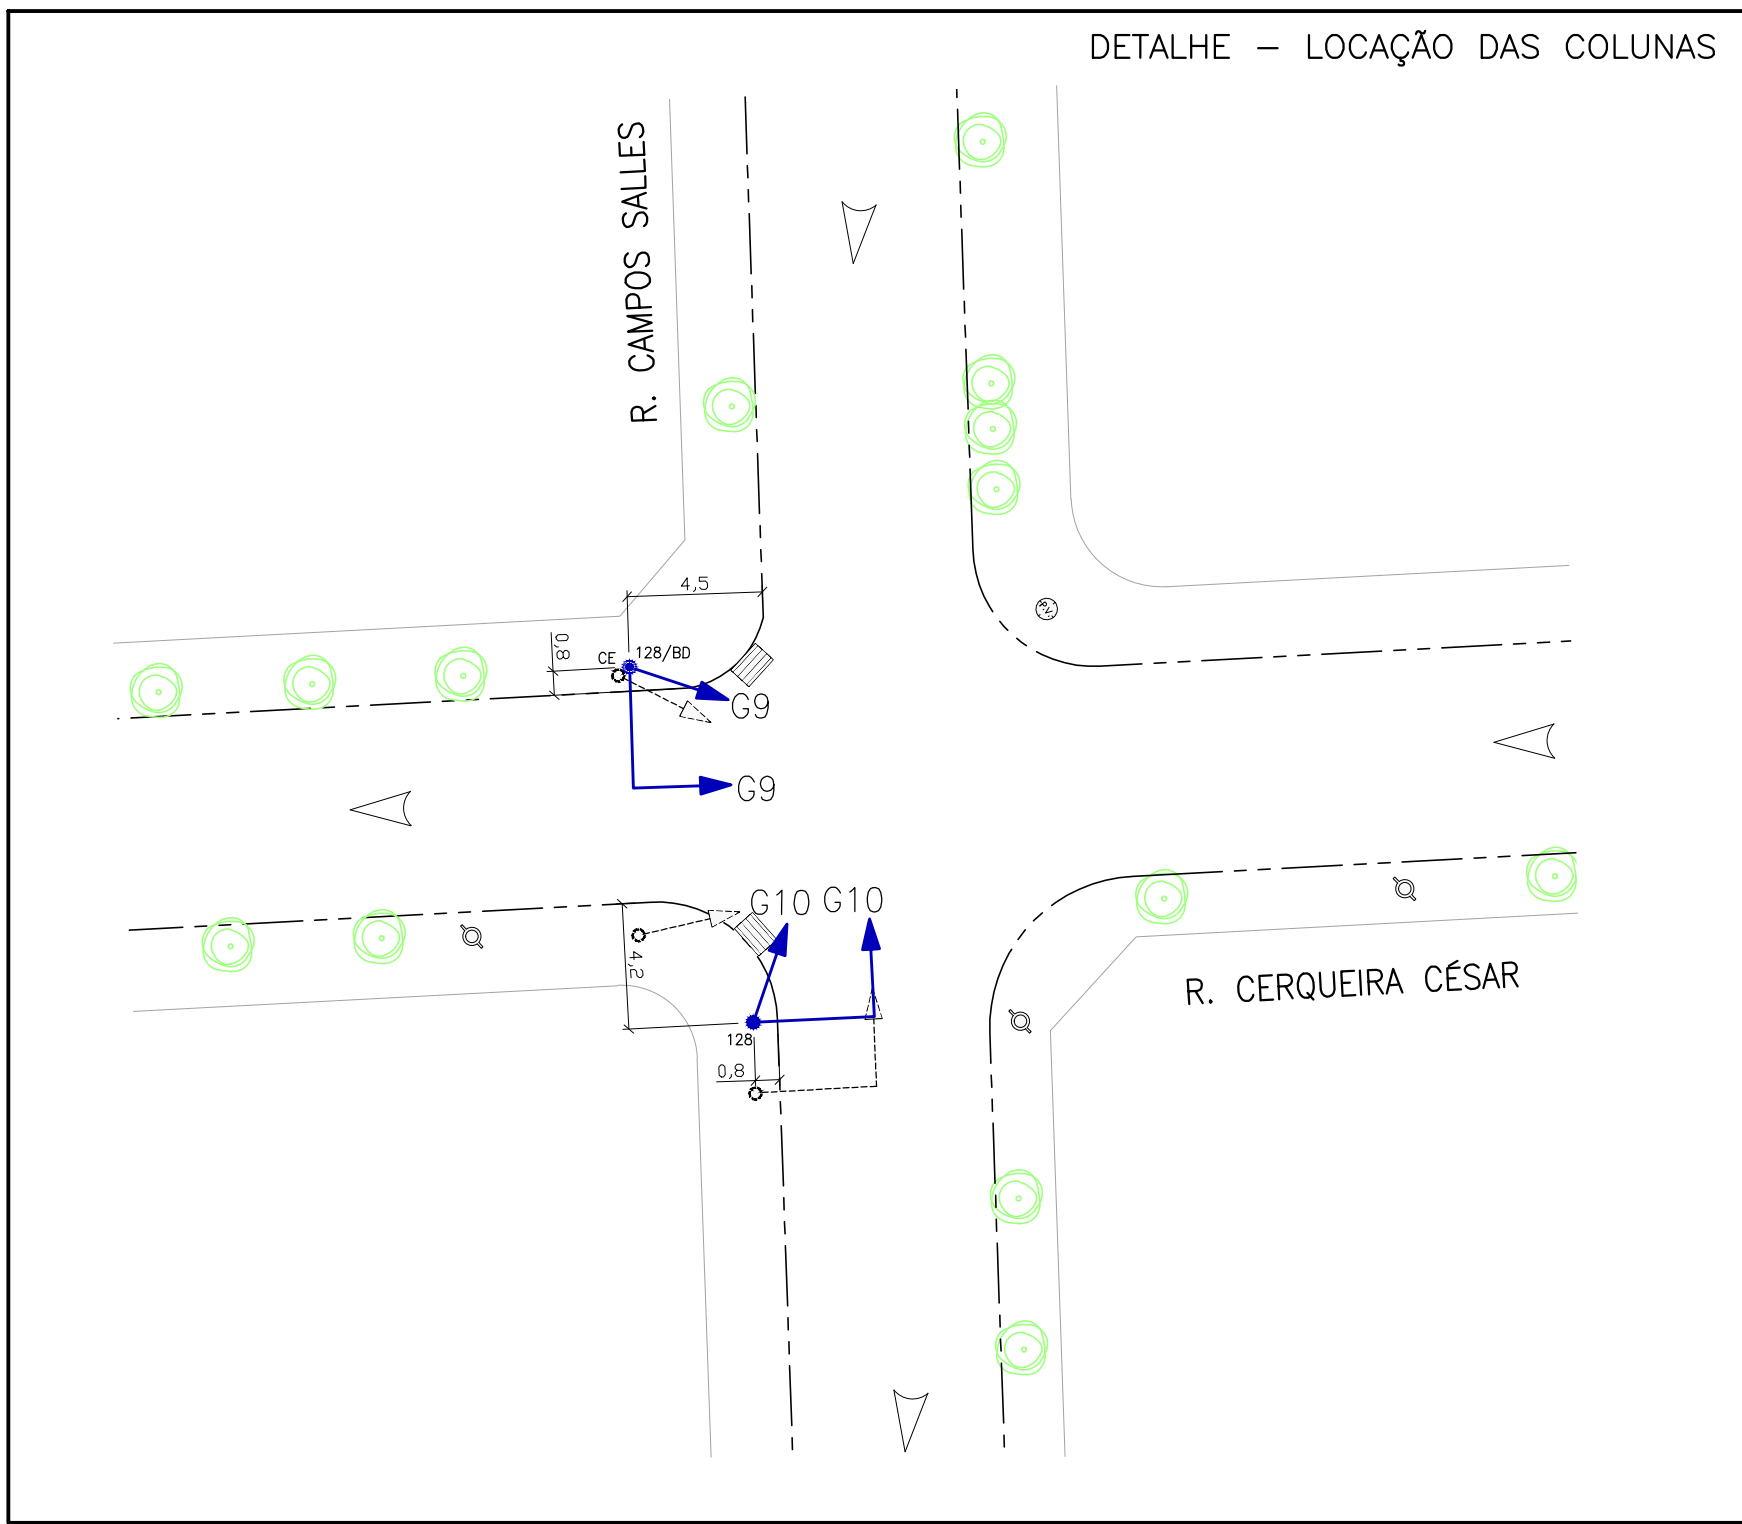 DETALHE – LOCAÇÃO DAS COLUNAS
R. CAMPOS SALLES
4,5
0,8
CE
128/BD
P.V.
G9
G9
G10
G10
4,2
R. CERQUEIRA CÉSAR
128
0,8